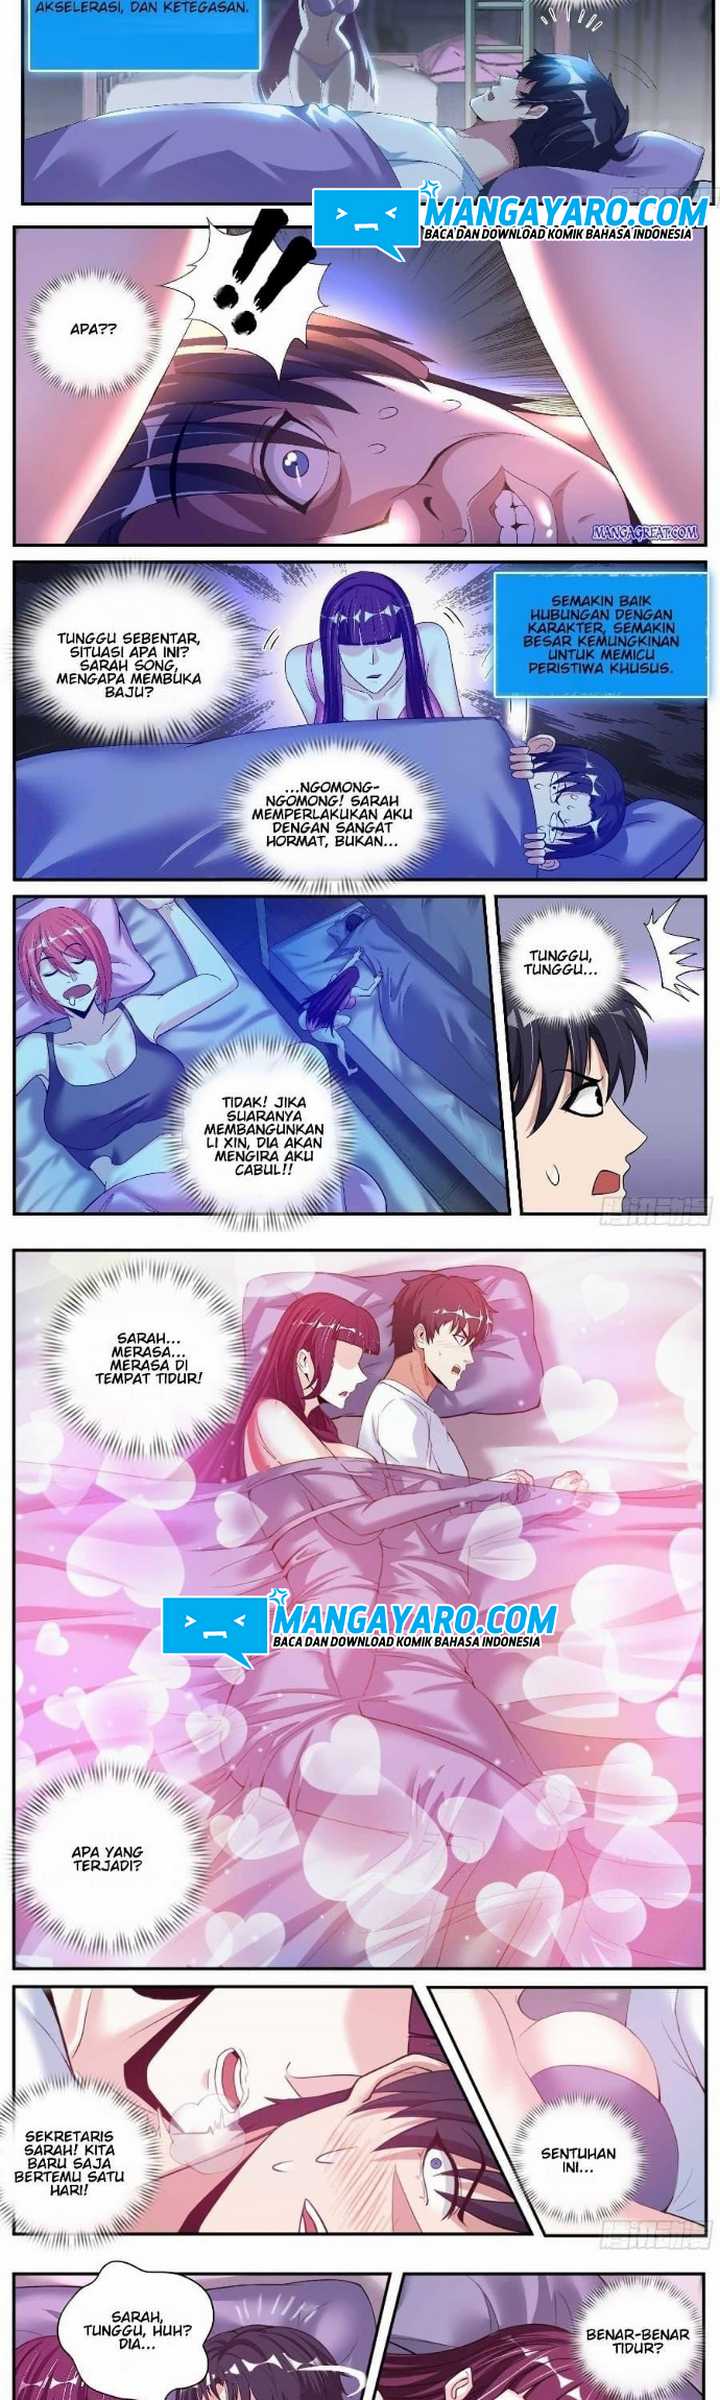 AKSELERASI, DAN KETEGASAN.
MANGAYARO.COM
BACA DAN DOWNLOAD KOMIK BAHASA INDONESIA
!!
APA??
MANGAGREAT.COM
TUNGGU SEBENTAR,
SITUASI APA INI?
SARAH SONG,
MENGAPA MEMBUKA
BAJU?
SEMAKIN BAIK
HUBUNGAN DENGAN
KARAKTER, SEMAKIN
BESAR KEMUNGKINAN
UNTUK MEMICU
PERISTIWA KHUSUS.
...NGOMONG-
NGOMONG! SARAH
MEMPERLAKUKAN AKU
DENGAN SANGAT
HORMAT, BUKAN...
TUNGGU,
TUNGGU...
TIDAK! JIKA
SUARANYA
MEMBANGUNKAN
LI XIN, DIA AKAN
MENGIRA AKU
CABUL!!
SARAH...
MERASA...
MERASA DI
TEMPAT TIDUR!
MANGAYARO.COM
BACA DAN DOWNLOAD KOMIK BAHASA INDONESIA
APA YANG
TERJADI?
SEKRETARIS
SARAH! KITA
BARU SAJA
BERTEMU SATU
HARI!
SENTUHAN
INI...
SARAH,
TUNGGU, HUH?
DIA...
BENAR-BENAR
TIDUR?